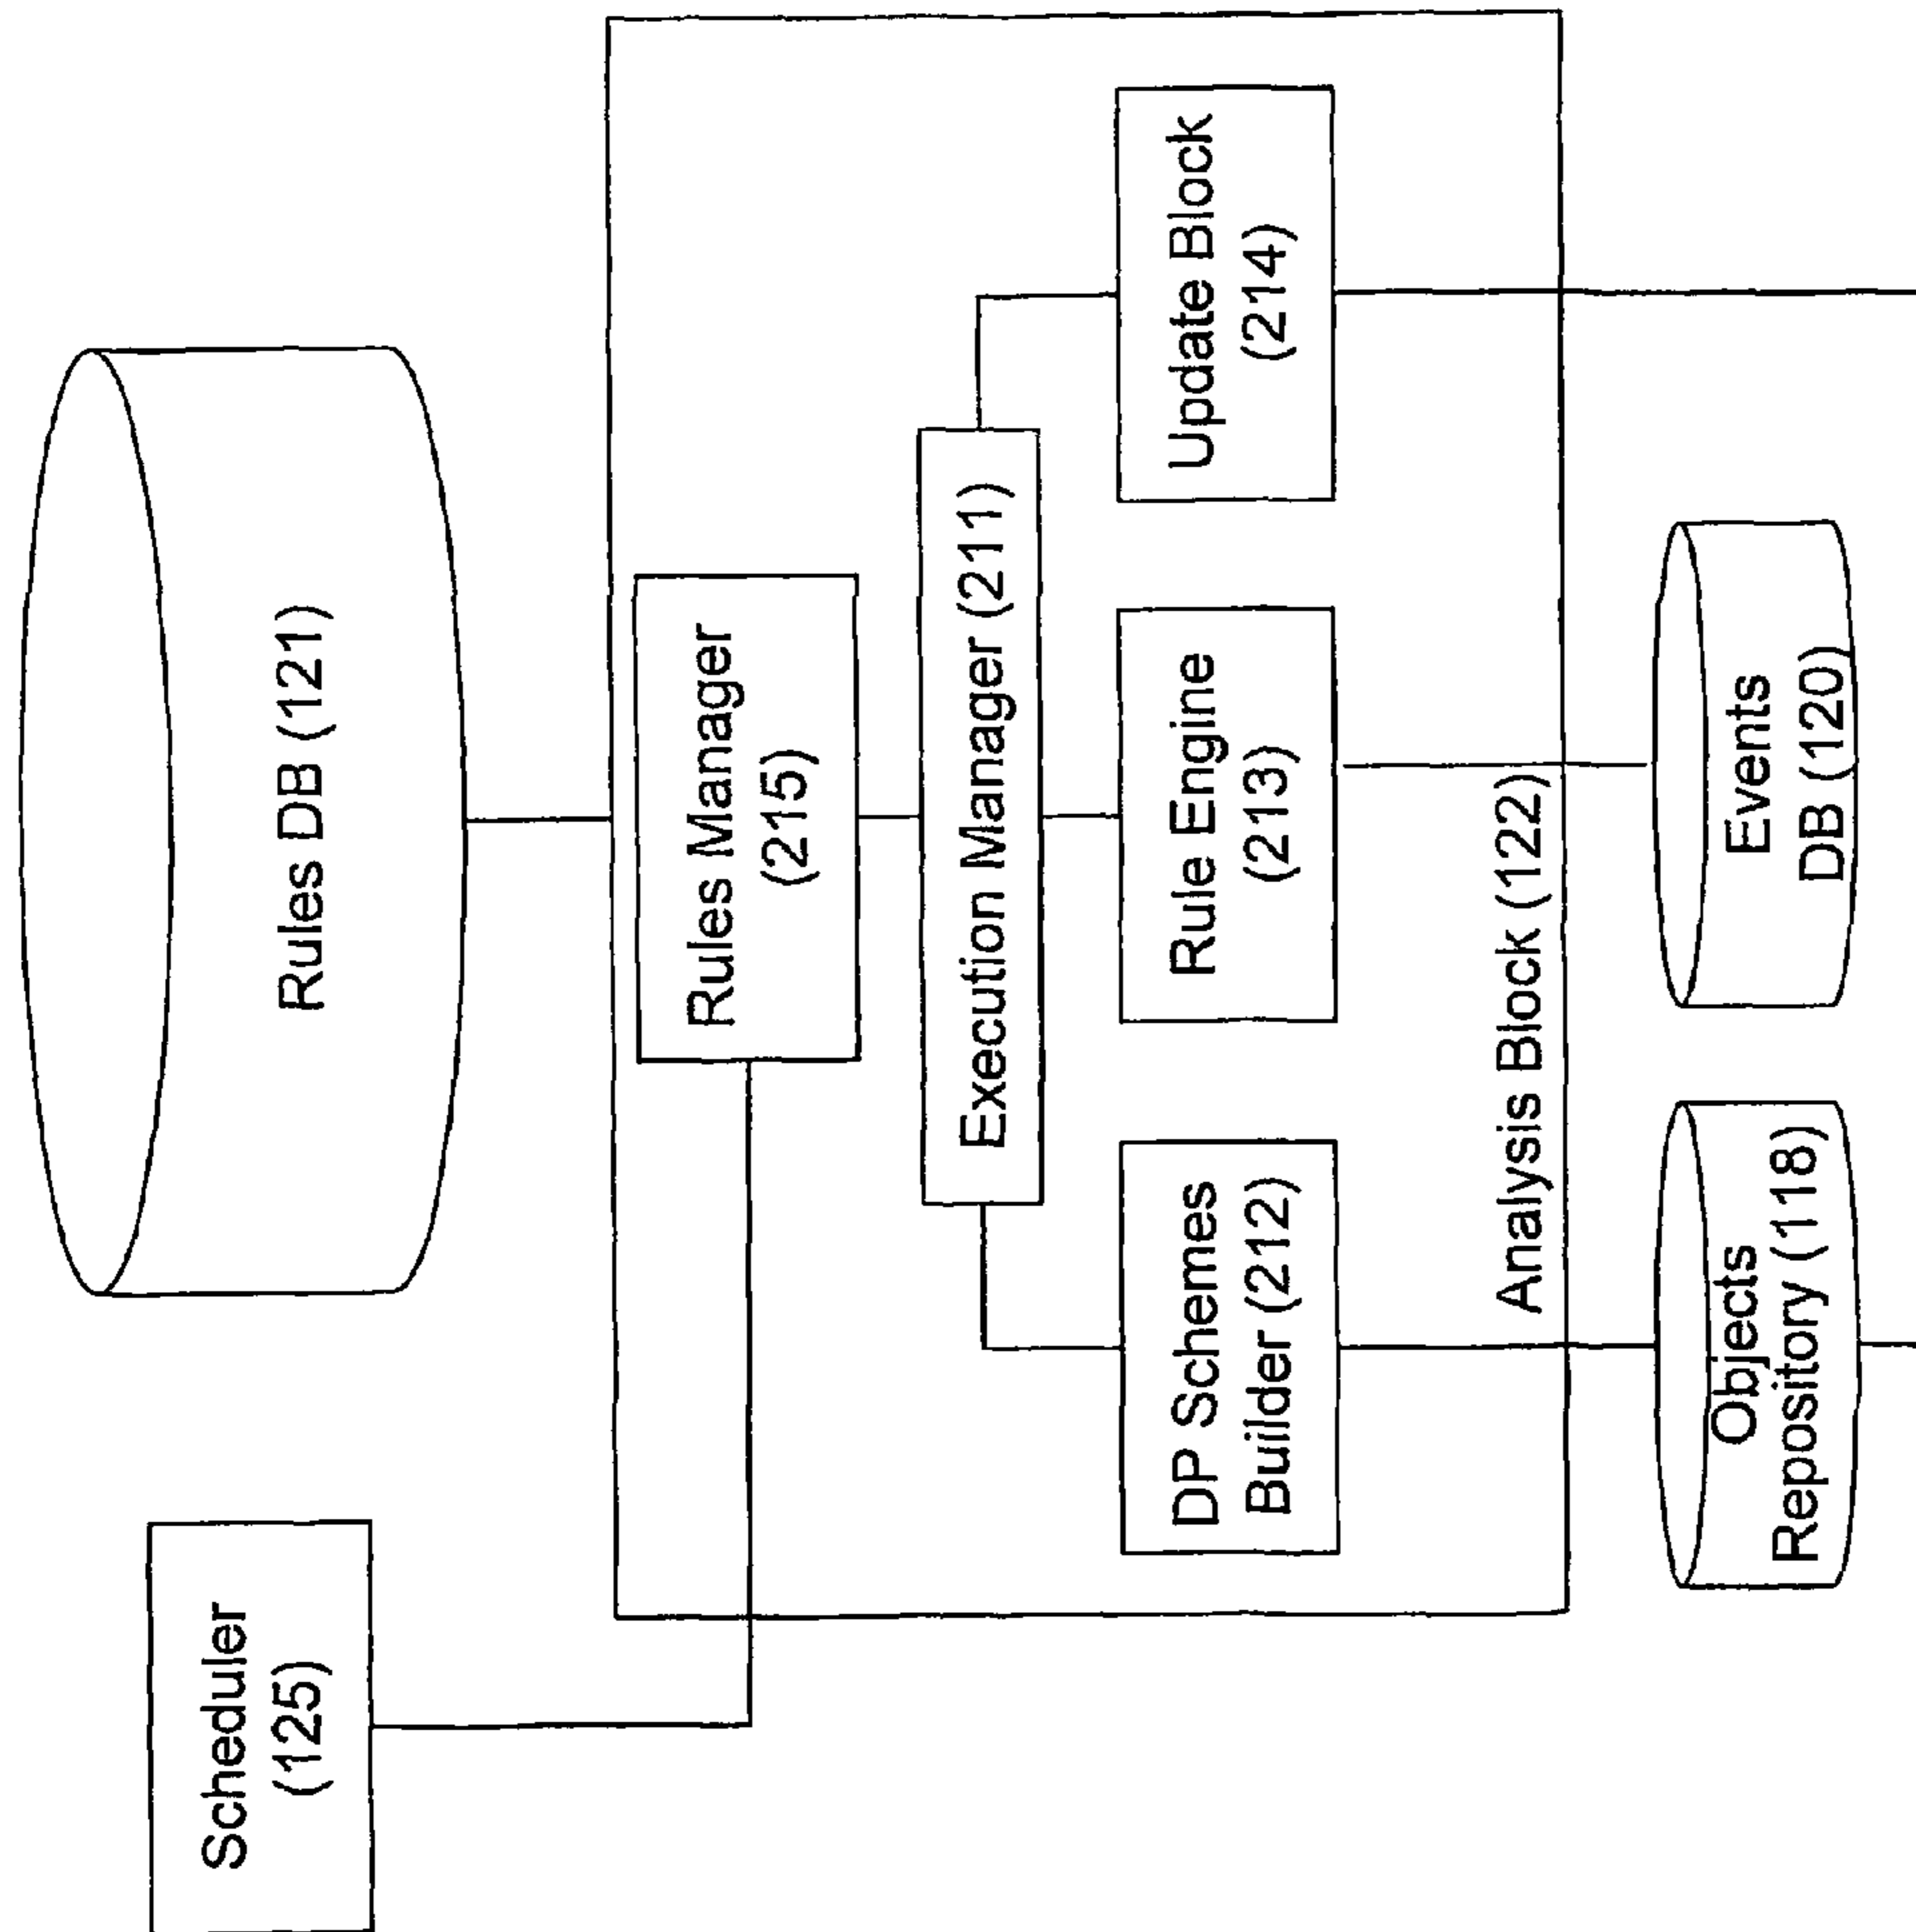 Scheduler
(125)
Rules DB (121)
Rules Manager
(215)
Execution Manager (211)
DP Schemes
Builder (212)
Rule Engine
(213)
Update Block
(214)
Analysis Block (122)
Objects
Repository (118)
Events
DB (120)